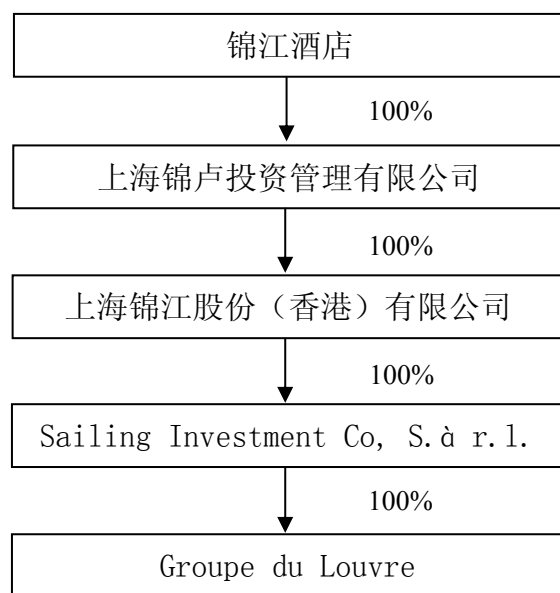 锦江酒店
100%
上海锦卢投资管理有限公司
100%
上海锦江股份（香港）有限公司
100%
Sailing Investment Co, S.à r.l.
100%
Groupe du Louvre